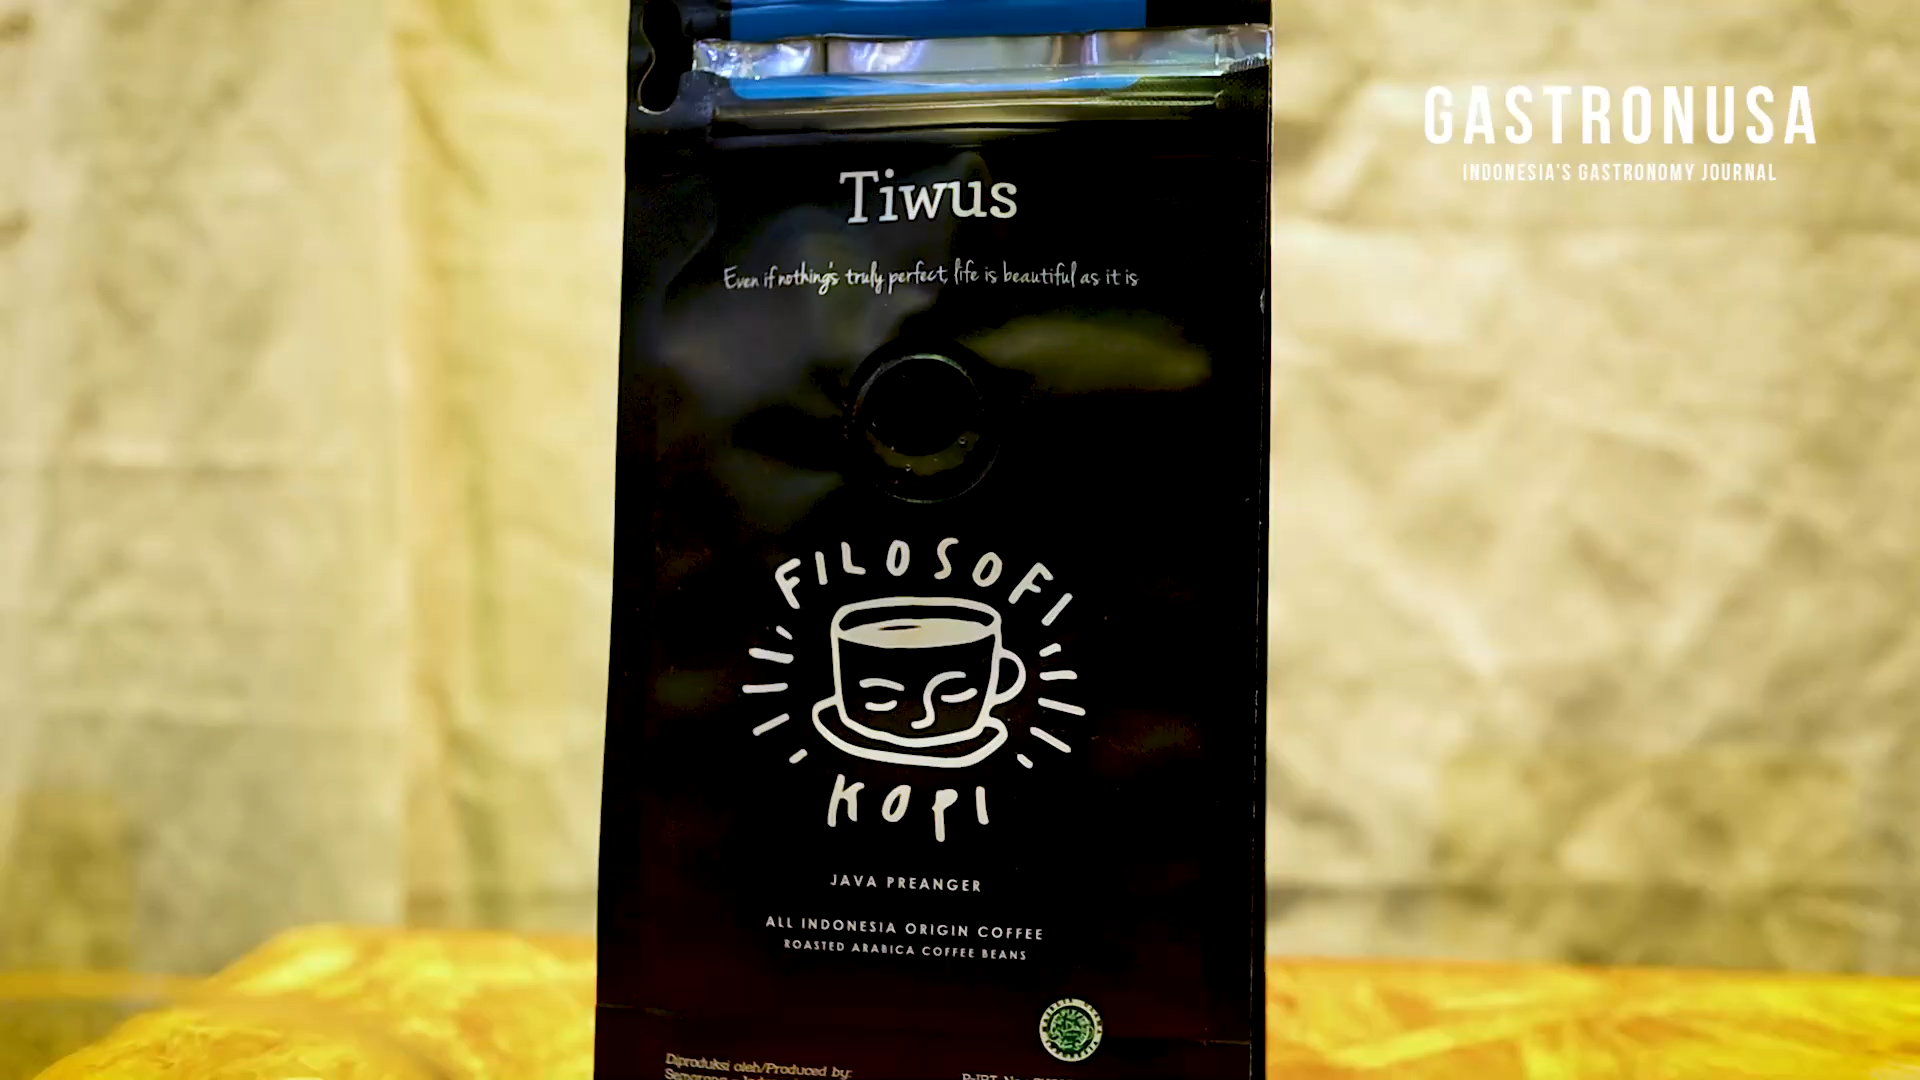 GASTRONUSA
INDONESIA'S GASTRONOMY JOURNAL
Tiwus
Even if nothing's truly perfect, life is beautiful as it is
FILOSOFI
KOPI
JAVA PREANGER
ALL INDONESIA ORIGIN COFFEE
ROASTED ARABICA COFFEE BEANS
Diproduksi oleh/Produced by:
Semarang